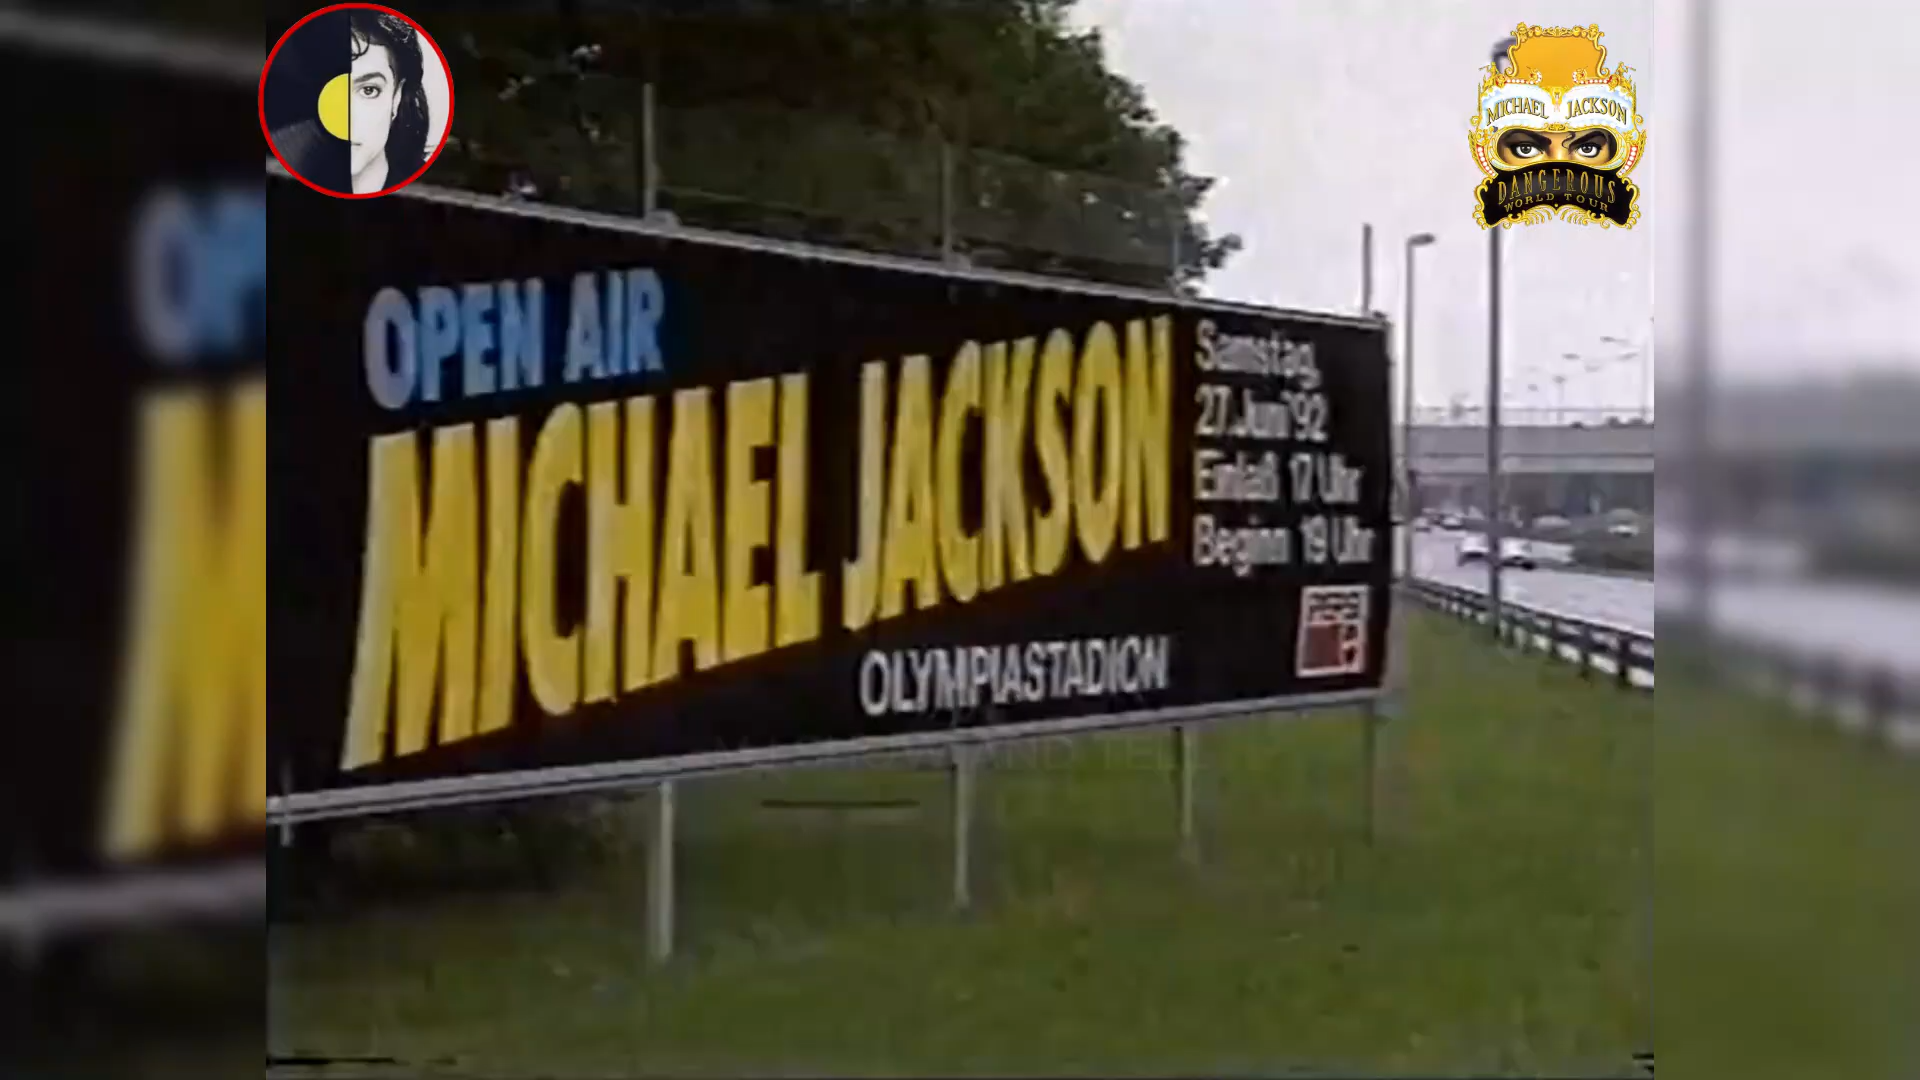 MICHAEL JACKSON
DANGEROUS
WORLD TOUR
OPEN AIR
MICHAEL JACKSON
OLYMPIASTADION
Samstag,
27. Juni '92
Einlaß 17 Uhr
Beginn 19 Uhr
PEPSI